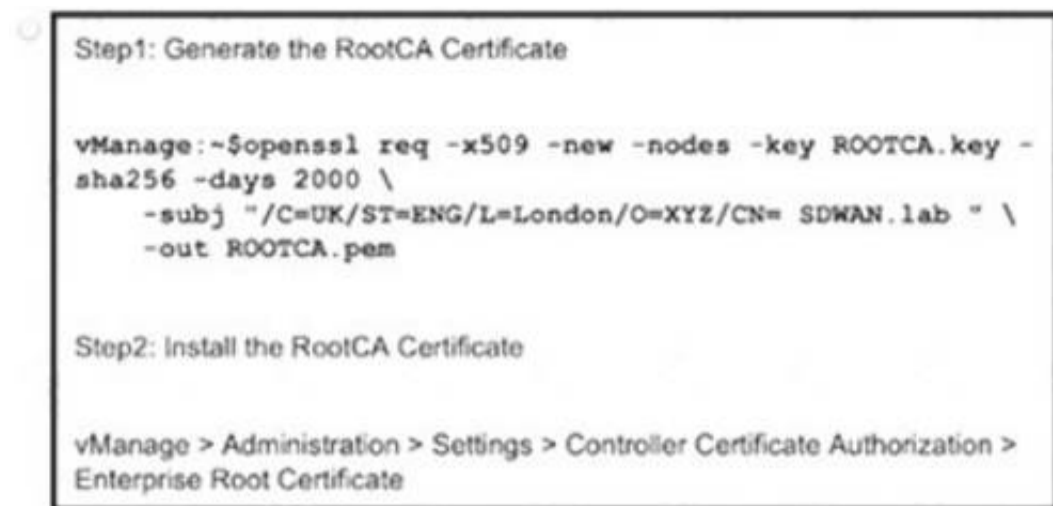 Step1: Generate the RootCA Certificate
vManage:~$openssl req -x509 -new -nodes -key ROOTCA.key -
sha256 -days 2000 \
-subj "/C=UK/ST=ENG/L=London/O=XYZ/CN= SDWAN.lab " \
-out ROOTCA.pem
Step2: Install the RootCA Certificate
vManage > Administration > Settings > Controller Certificate Authorization >
Enterprise Root Certificate